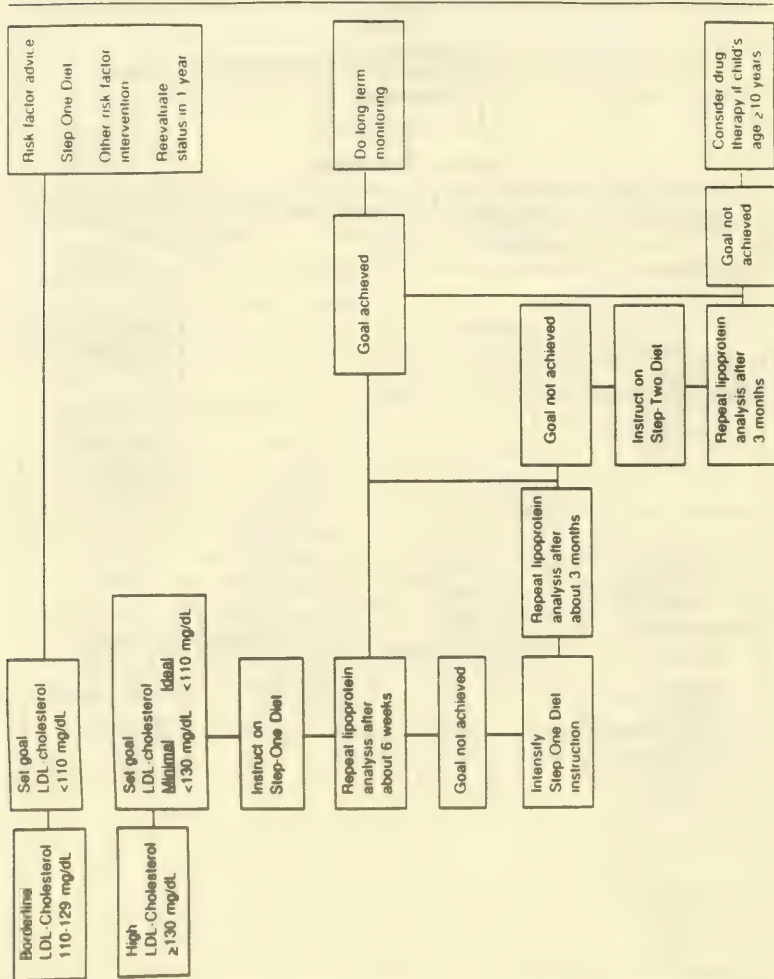 Borderline
LDL-Cholesterol
110-129 mg/dL
Set goal
LDL-cholesterol
<110 mg/dL
Risk factor advice
Step One Diet
Other risk factor
intervention
Reevaluate
status in 1 year
High
LDL-Cholesterol
≥130 mg/dL
Set goal
LDL-cholesterol
Minimal Ideal
<130 mg/dL <110 mg/dL
Instruct on
Step-One Diet
Repeat lipoprotein
analysis after
about 6 weeks
Goal achieved
Do long term
monitoring
Goal not achieved
Intensify
Step One Diet
instruction
Repeat lipoprotein
analysis after
about 3 months
Goal not achieved
Instruct on
Step-Two Diet
Repeat lipoprotein
analysis after
3 months
Goal not
achieved
Consider drug
therapy if child's
age ≥10 years